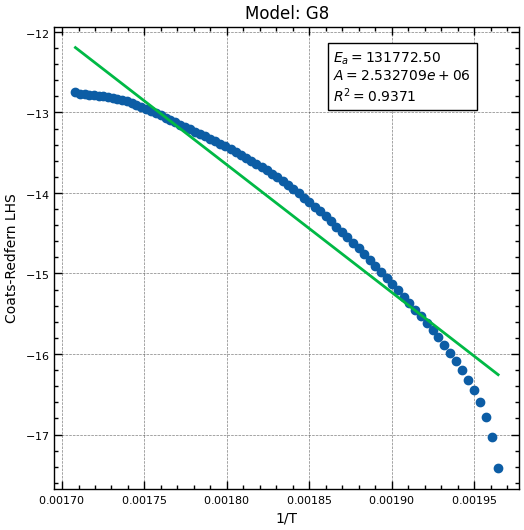 Model: G8
−12
−13
−14
−15
−16
−17
Coats-Redfern LHS
E_a = 131772.50
A = 2.532709e + 06
R² = 0.9371
0.00170 0.00175 0.00180 0.00185 0.00190 0.00195
1/T